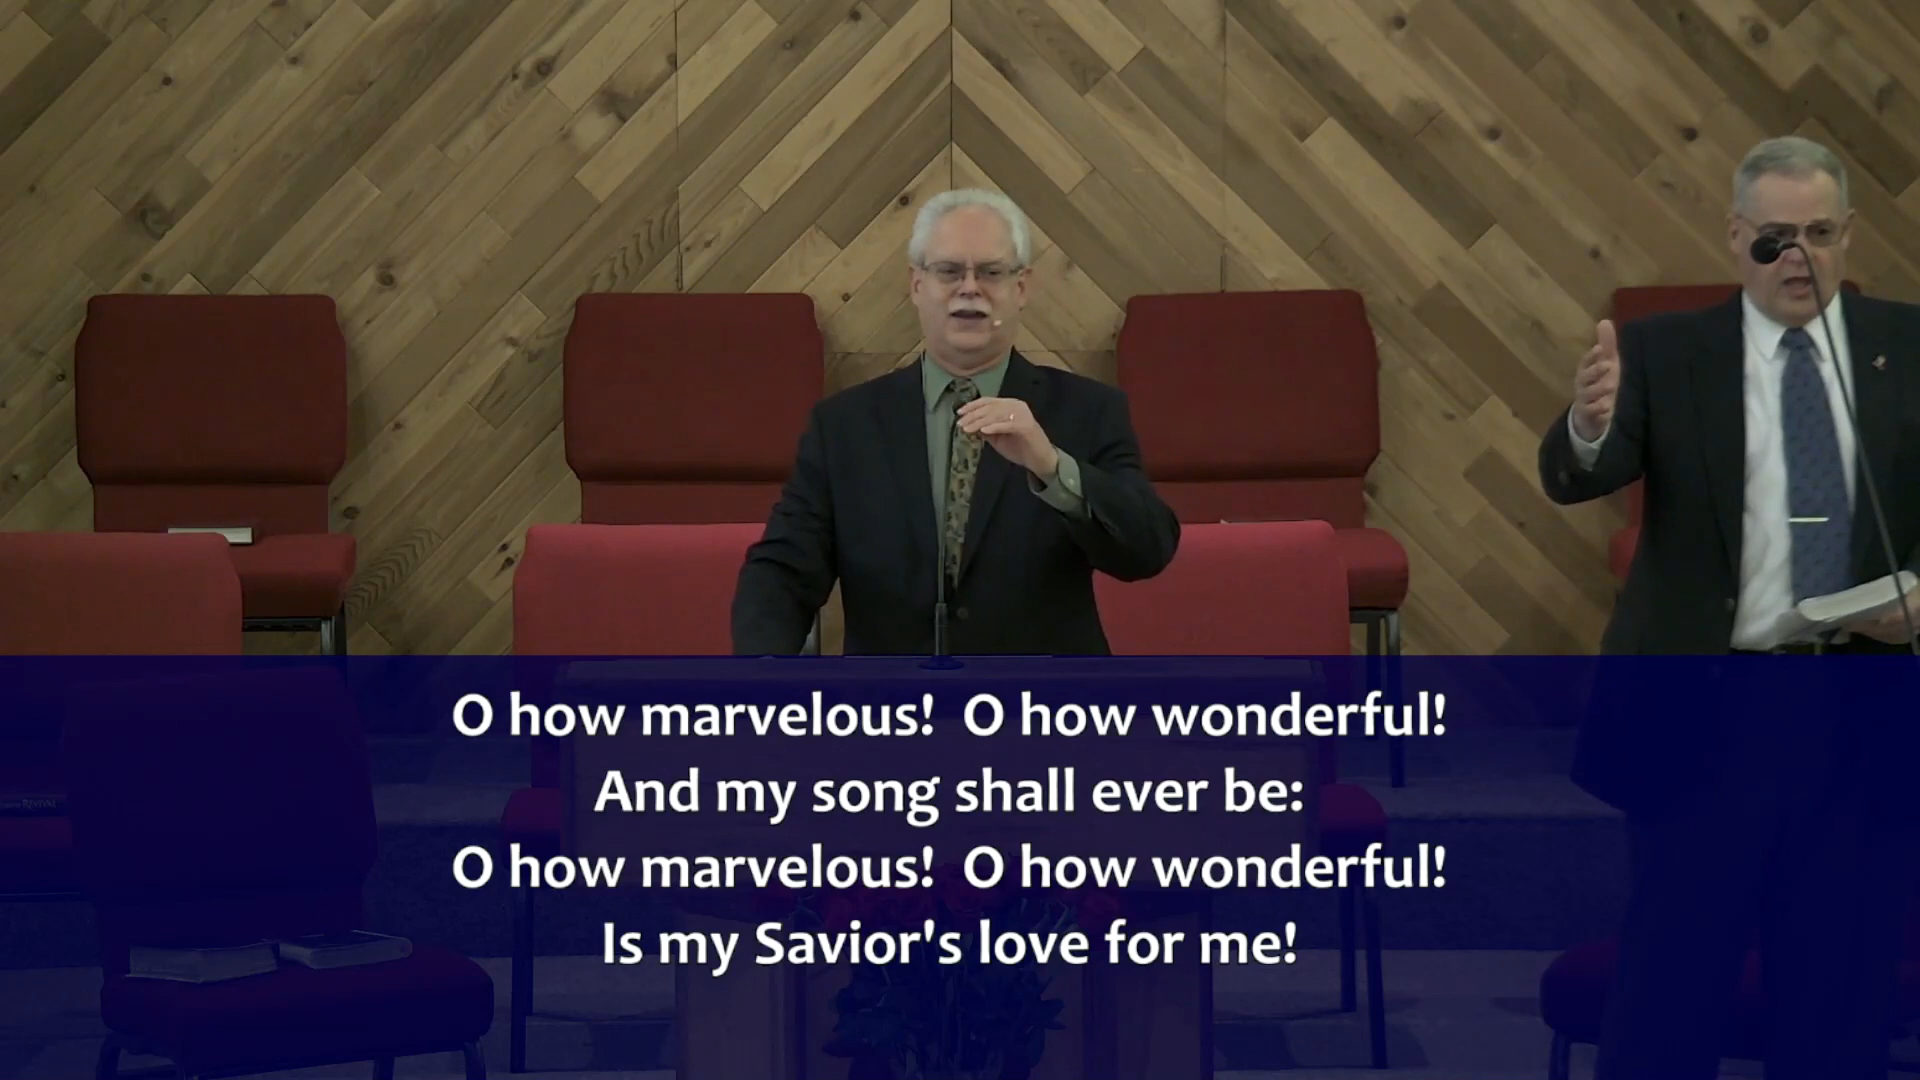 O how marvelous!  O how wonderful!
And my song shall ever be:
O how marvelous!  O how wonderful!
Is my Savior's love for me!
REVIVAL